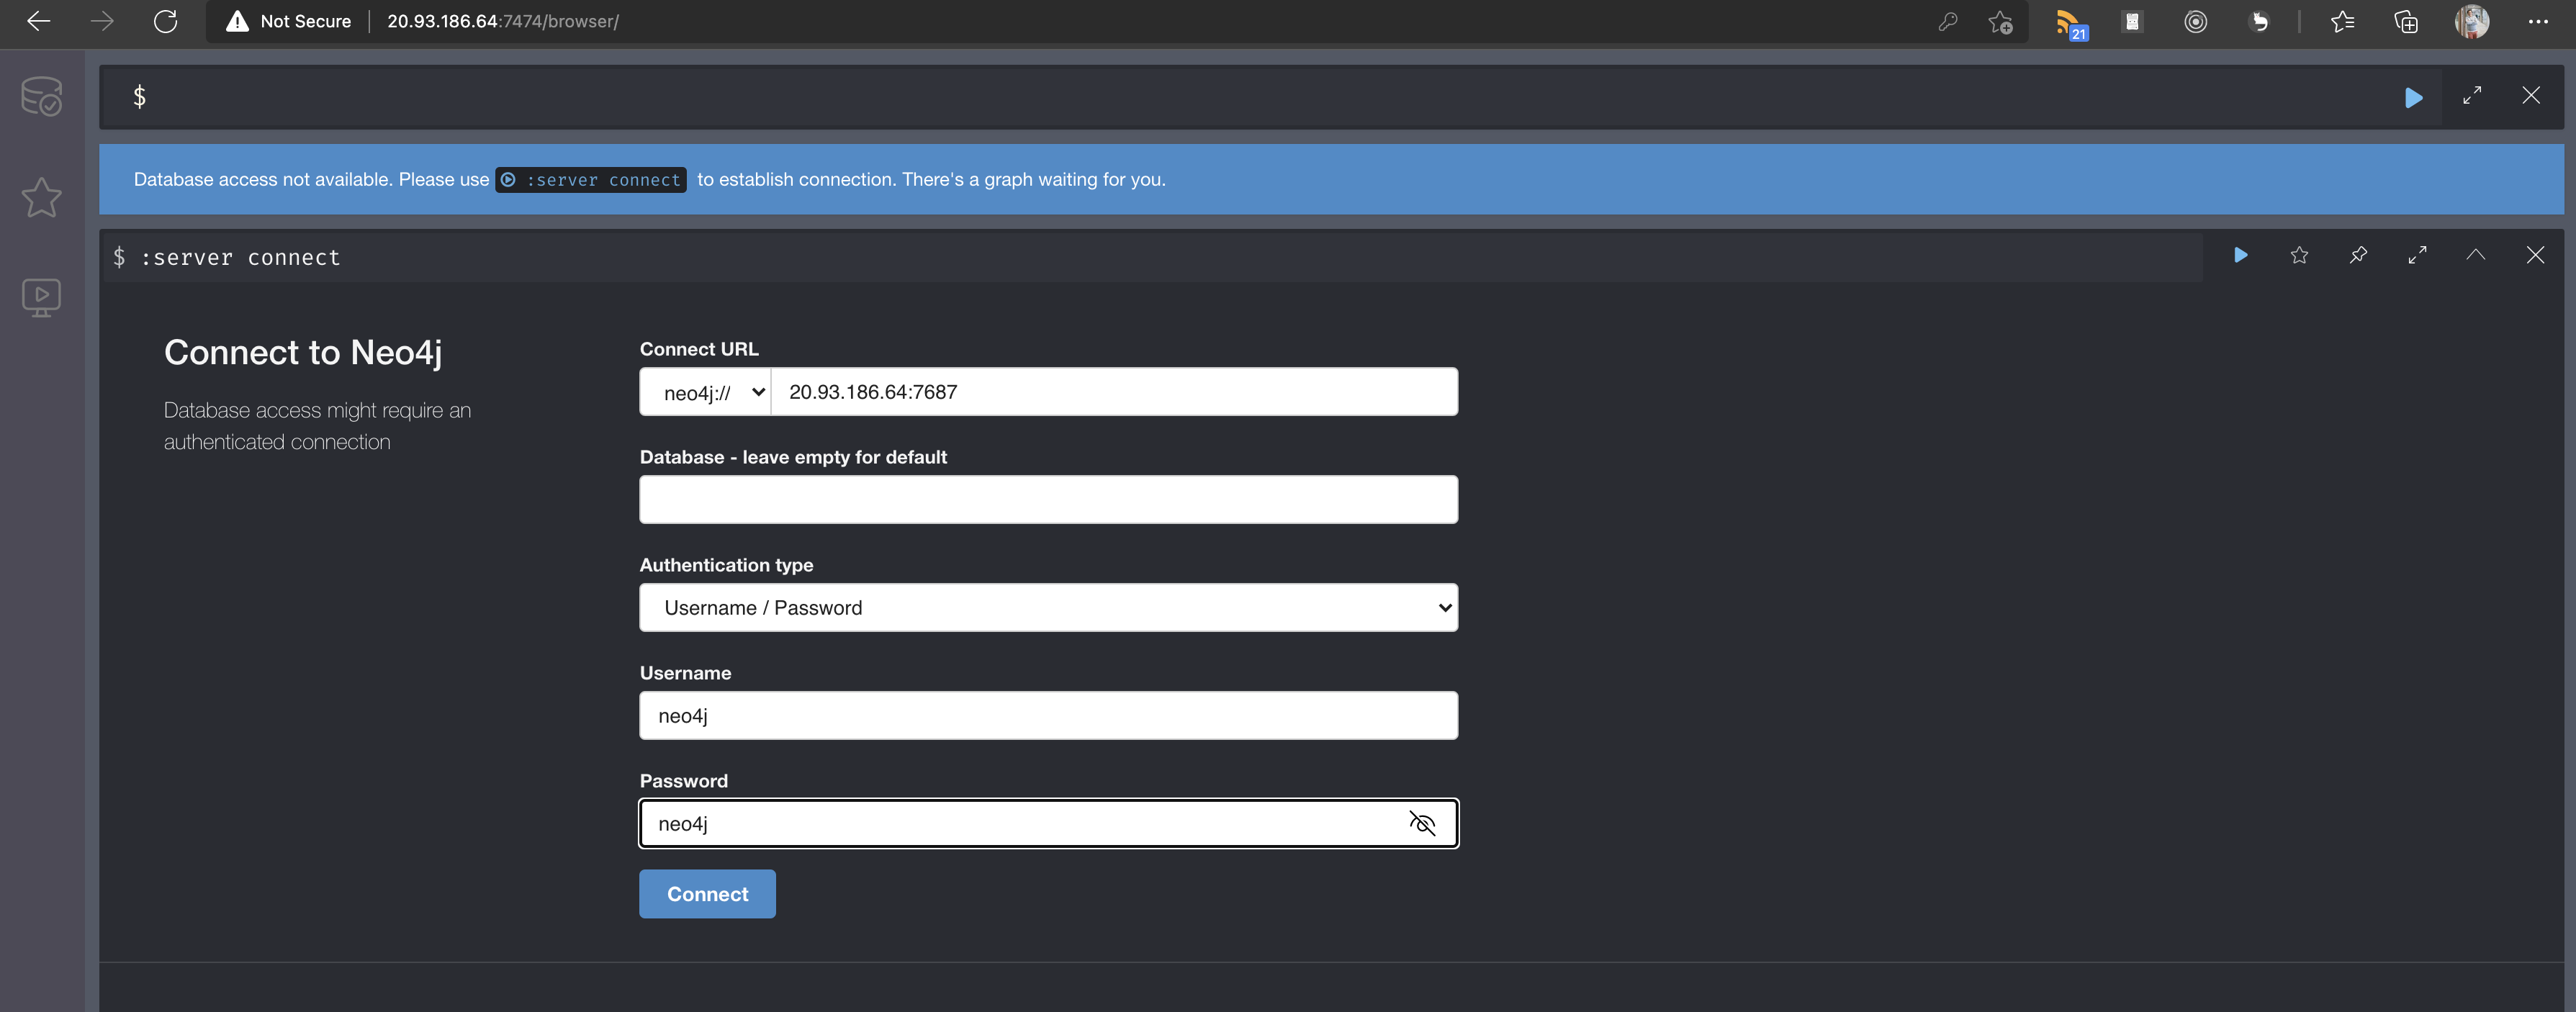 Not Secure
20.93.186.64:7474/browser/
21
$
Database access not available. Please use :server connect to establish connection. There's a graph waiting for you.
$ :server connect
Connect to Neo4j
Database access might require an
authenticated connection
Connect URL
neo4j://
20.93.186.64:7687
Database - leave empty for default
Authentication type
Username / Password
Username
neo4j
Password
neo4j
Connect